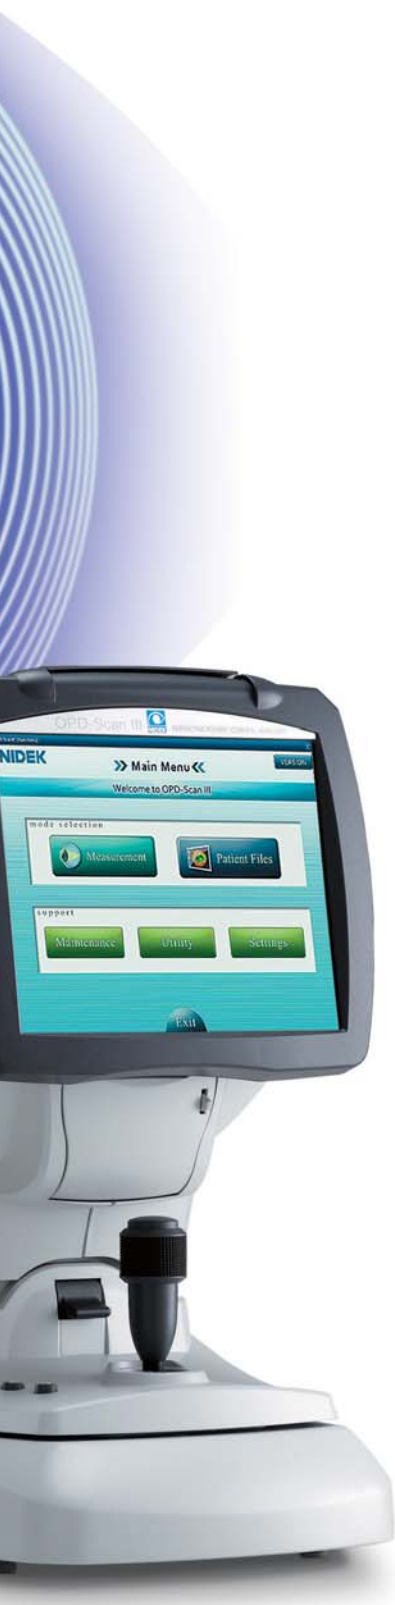 OPD-Scan III NIDEK
NIDEK
Main Menu
VERSION
Welcome to OPD-Scan III
mode selection
Measurement
Patient Files
support
Maintenance
Utility
Settings
Exit